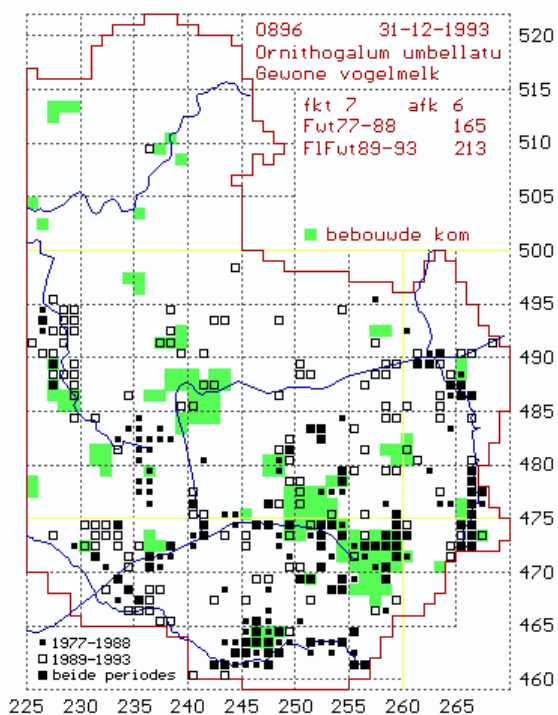 0896 31-12-1993
Ornithogalum umbellatu
Gewone vogelmelk
fkt 7 afk 6
Fwt77-88 165
FlFwt89-93 213
bebouwde kom
520
515
510
505
500
495
490
485
480
475
470
465
460
1977-1988
1989-1993
beide periodes
225 230 235 240 245 250 255 260 265